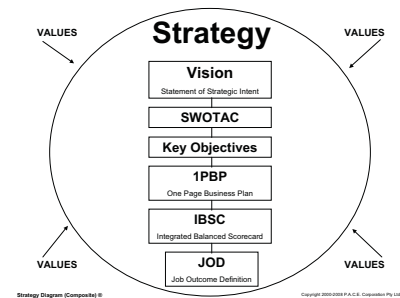 VALUES
Strategy
VALUES
Vision
Statement of Strategic Intent
SWOTAC
Key Objectives
1PBP
One Page Business Plan
IBSC
Integrated Balanced Scorecard
VALUES
JOD
Job Outcome Definition
VALUES
Strategy Diagram (Composite) ®
Copyright 2000-2008 P.A.C.E. Corporation Pty Ltd